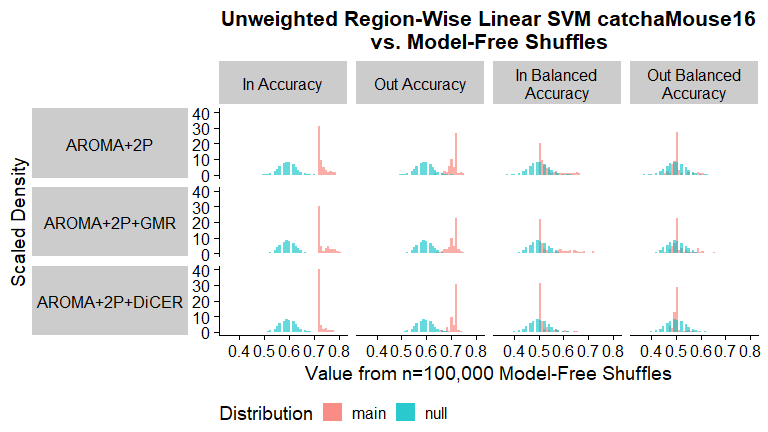 Unweighted Region-Wise Linear SVM catchaMouse16
vs. Model-Free Shuffles
In Accuracy
Out Accuracy
In Balanced
Accuracy
Out Balanced
Accuracy
Scaled Density
AROMA+2P
40
30
20
10
0
AROMA+2P+GMR
40
30
20
10
0
AROMA+2P+DiCER
40
30
20
10
0
0.4 0.5 0.6 0.7 0.8
0.4 0.5 0.6 0.7 0.8
0.4 0.5 0.6 0.7 0.8
0.4 0.5 0.6 0.7 0.8
Value from n=100,000 Model-Free Shuffles
Distribution main null